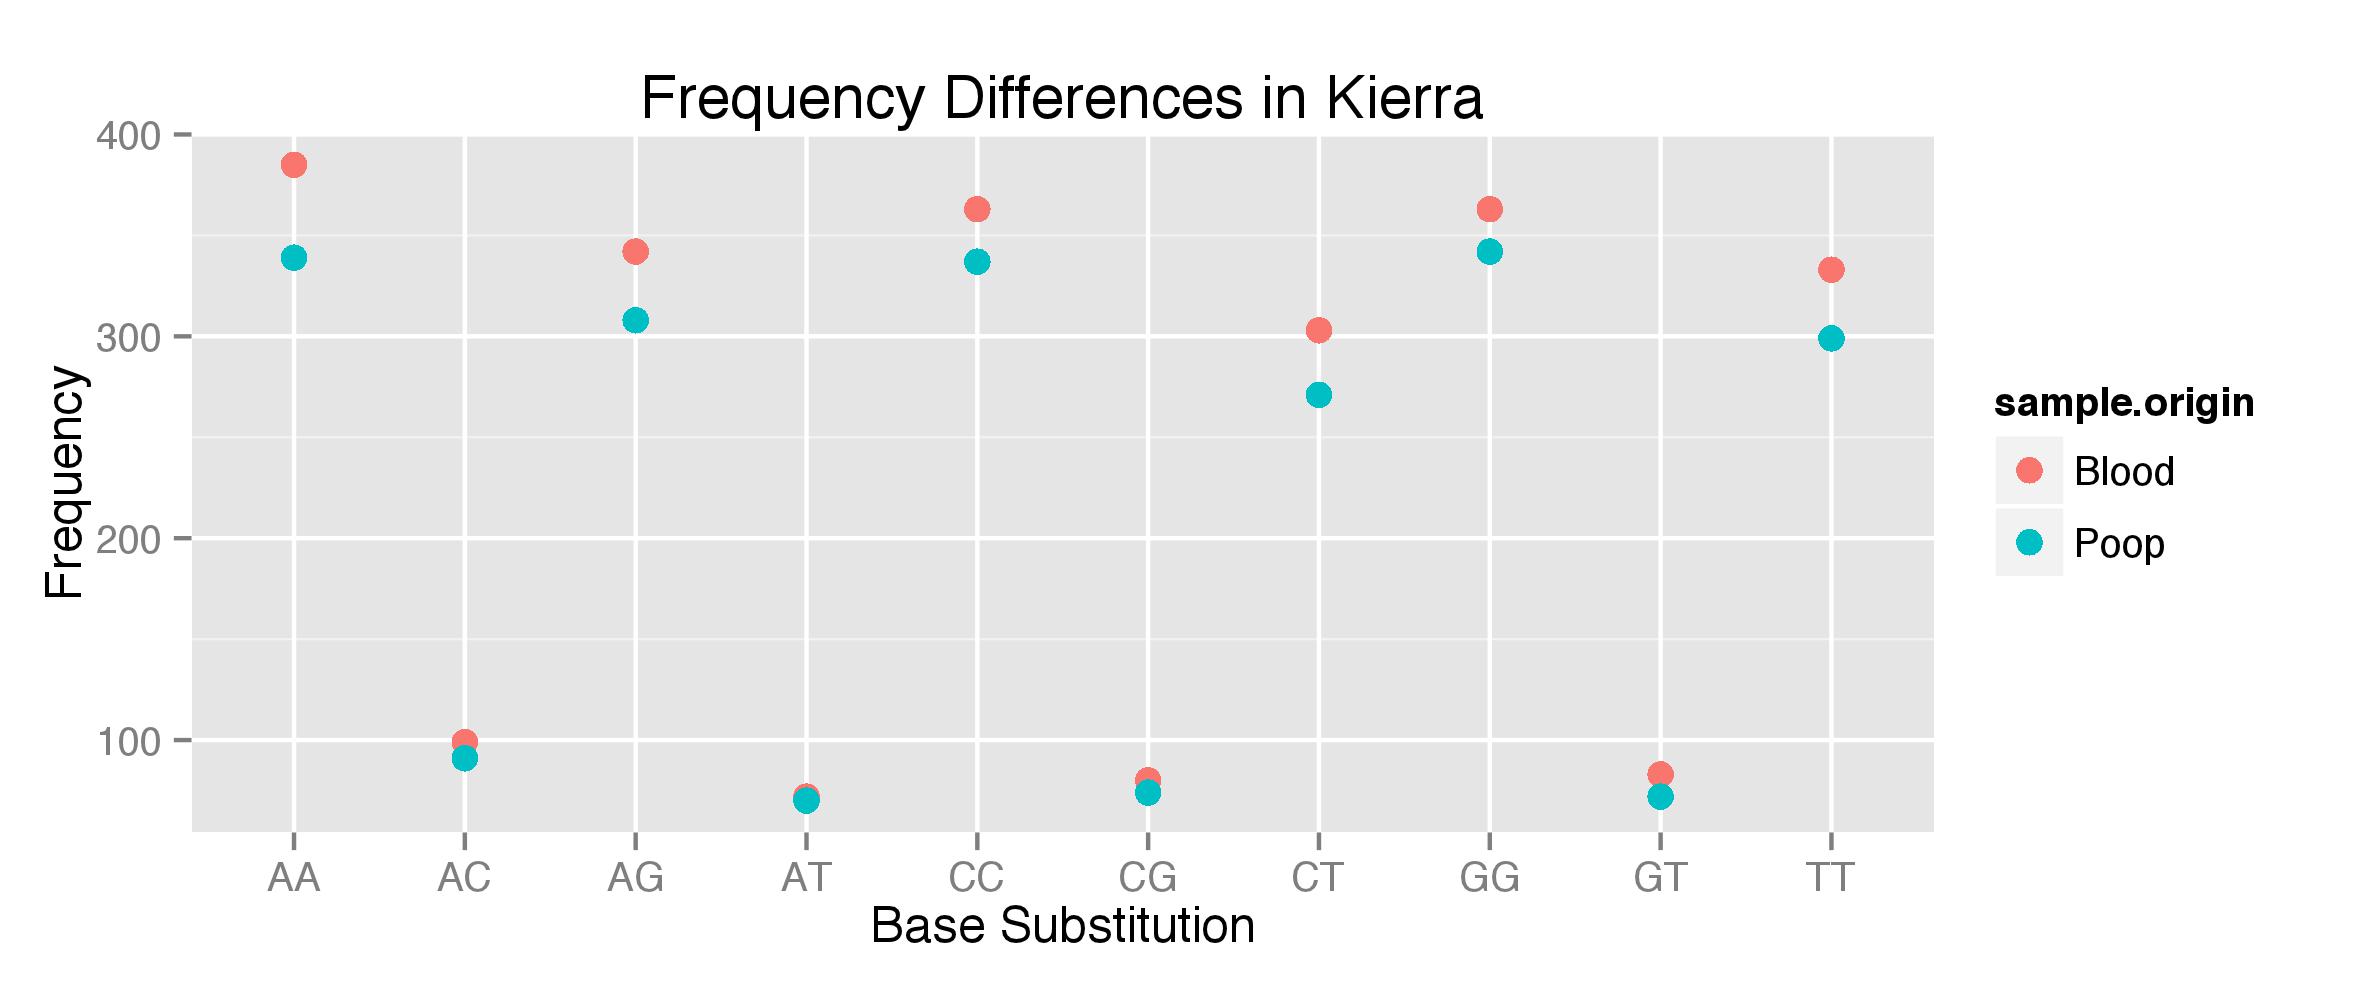 Frequency Differences in Kierra
400
300
200
100
Frequency
AA AC AG AT CC CG CT GG GT TT
Base Substitution
sample.origin
Blood
Poop